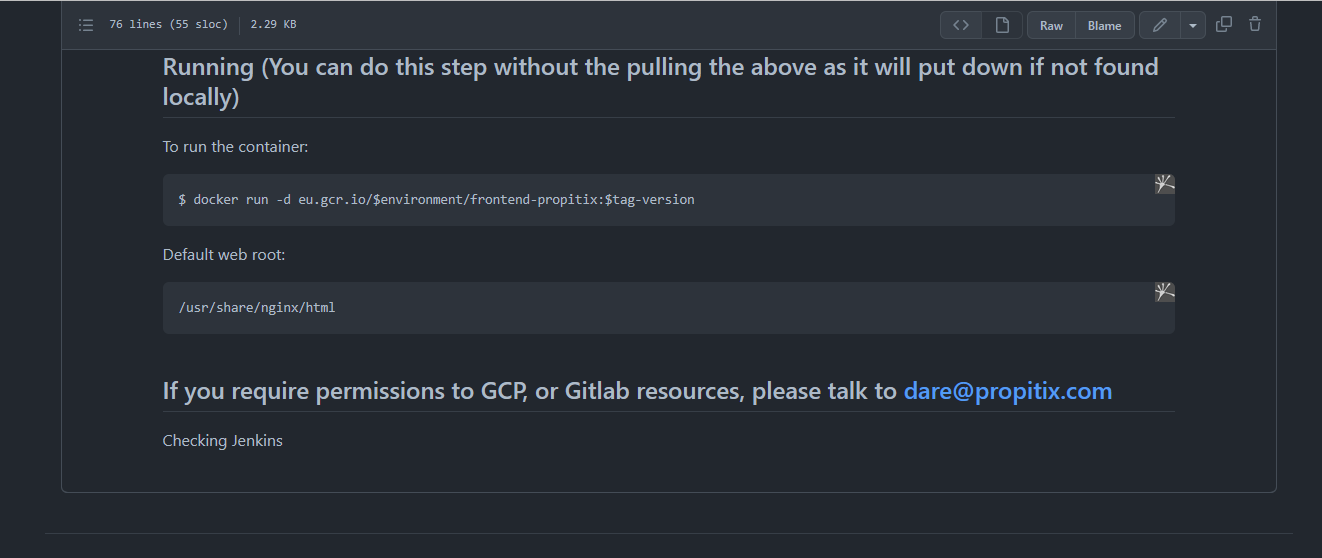 76 lines (55 sloc) 2.29 KB
Raw Blame
Running (You can do this step without the pulling the above as it will put down if not found
locally)
To run the container:
$ docker run -d eu.gcr.io/$environment/frontend-propitix:$tag-version
Default web root:
/usr/share/nginx/html
If you require permissions to GCP, or Gitlab resources, please talk to dare@propitix.com
Checking Jenkins